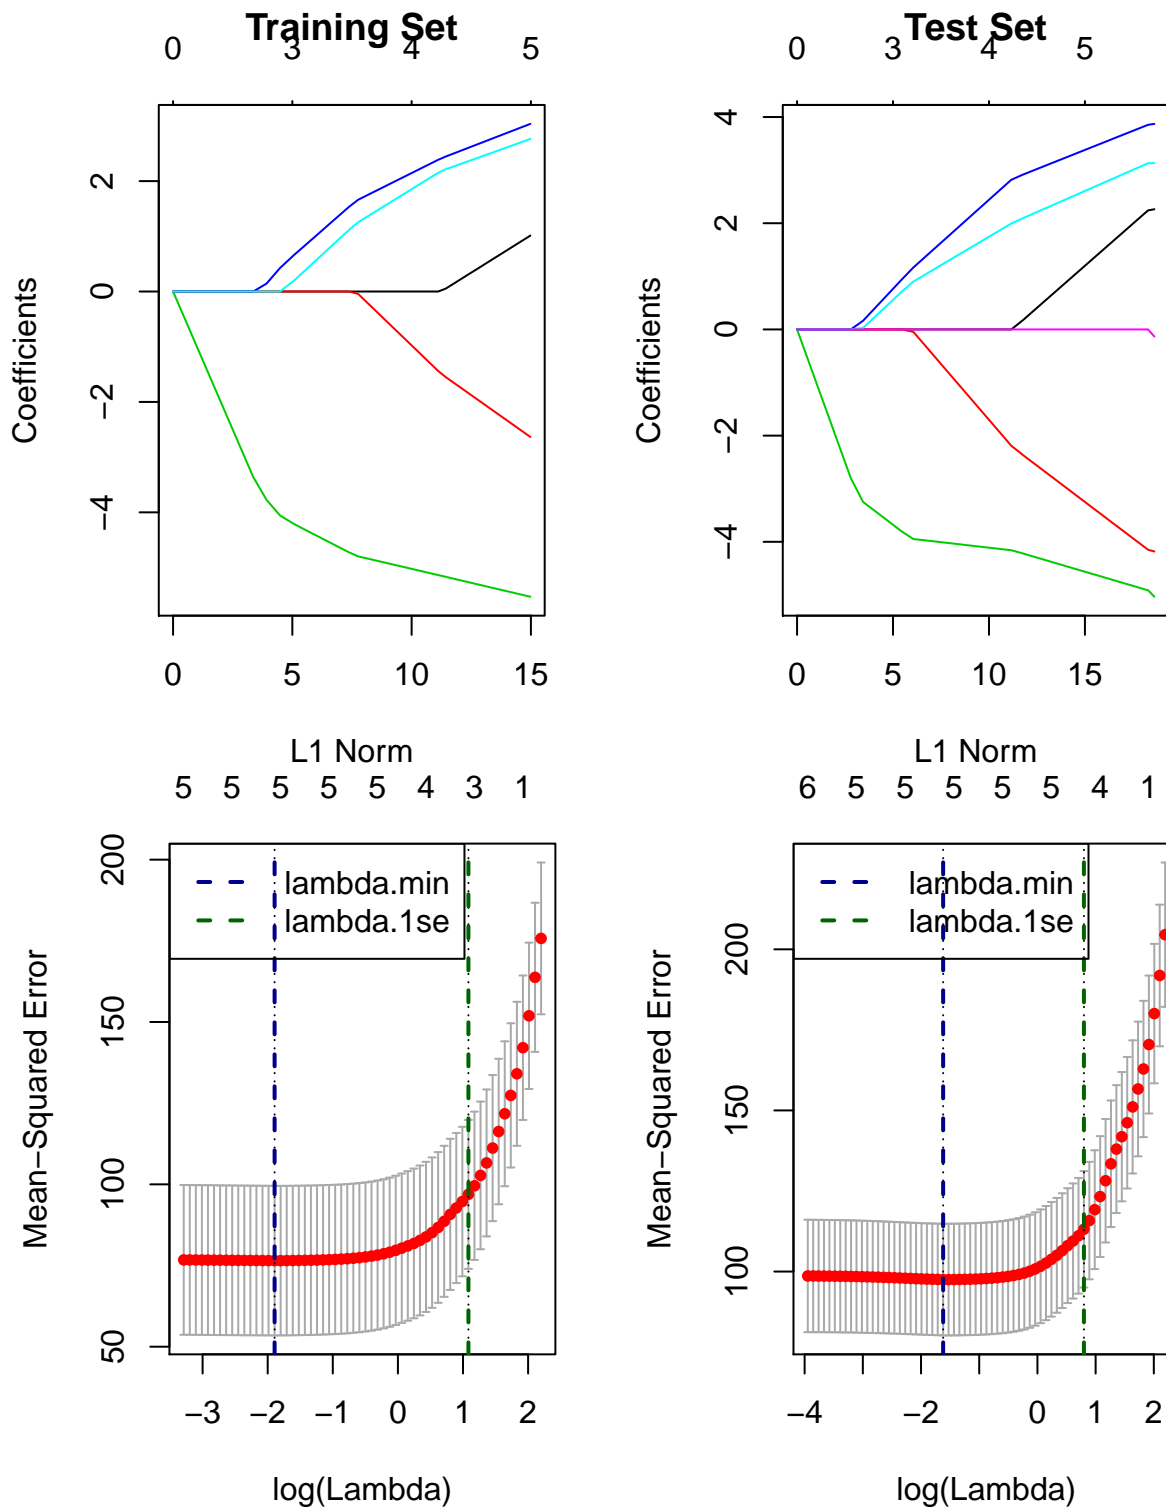 Training Set
0 3 4 5
Coefficients
2
0
−2
−4
0 5 10 15
L1 Norm
Test Set
0 3 4 5
Coefficients
4
2
0
−2
−4
0 5 10 15
L1 Norm
5 5 5 5 5 4 3 1
Mean−Squared Error
200
150
100
50
lambda.min
lambda.1se
−3 −2 −1 0 1 2
log(Lambda)
6 5 5 5 5 5 4 1
Mean−Squared Error
200
150
100
lambda.min
lambda.1se
−4 −2 0 1 2
log(Lambda)